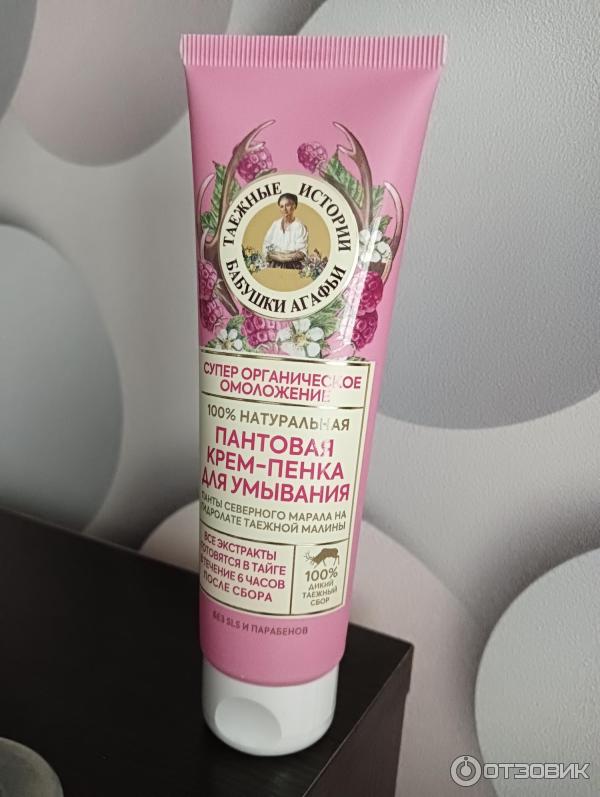 ТАЕЖНЫЕ ИСТОРИИ
БАБУШКИ АГАФЬИ
СУПЕР ОРГАНИЧЕСКОЕ
ОМОЛОЖЕНИЕ
100% НАТУРАЛЬНАЯ
ПАНТОВАЯ
КРЕМ-ПЕНКА
ДЛЯ УМЫВАНИЯ
ПАНТЫ СЕВЕРНОГО МАРАЛА НА
ГИДРОЛАТЕ ТАЕЖНОЙ МАЛИНЫ
ВСЕ ЭКСТРАКТЫ
ГОТОВЯТСЯ В ТАЙГЕ
В ТЕЧЕНИЕ 6 ЧАСОВ
ПОСЛЕ СБОРА
100%
ДИКИЙ
ТАЕЖНЫЙ
СБОР
БЕЗ SLS И ПАРАБЕНОВ
ОТЗОВИК